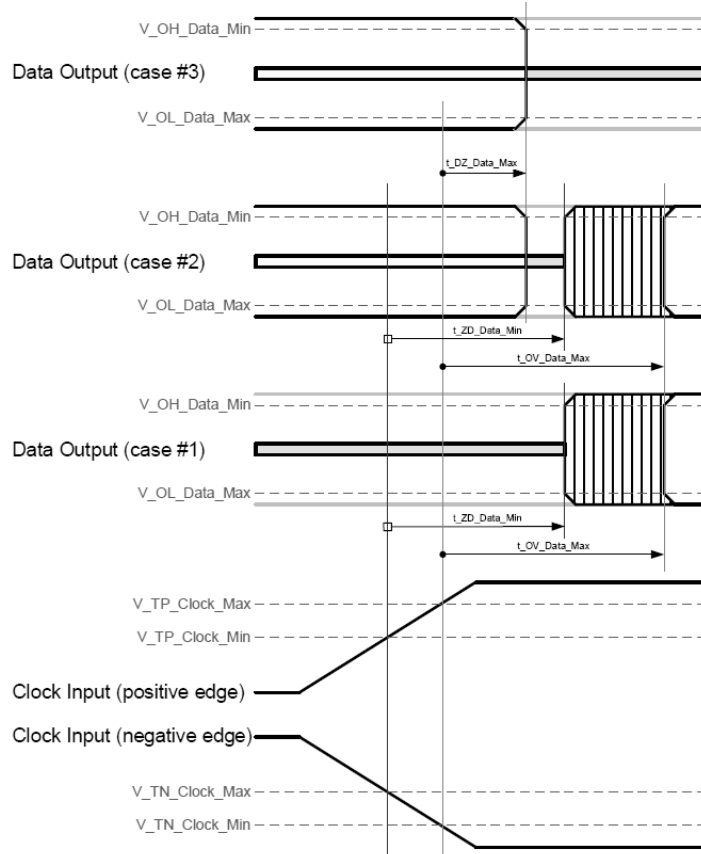 V_OH_Data_Min
Data Output (case #3)
V_OL_Data_Max
t_DZ_Data_Max
V_OH_Data_Min
Data Output (case #2)
V_OL_Data_Max
t_ZD_Data_Min
t_OV_Data_Max
V_OH_Data_Min
Data Output (case #1)
V_OL_Data_Max
t_ZD_Data_Min
t_OV_Data_Max
V_TP_Clock_Max
V_TP_Clock_Min
Clock Input (positive edge)
Clock Input (negative edge)
V_TN_Clock_Max
V_TN_Clock_Min